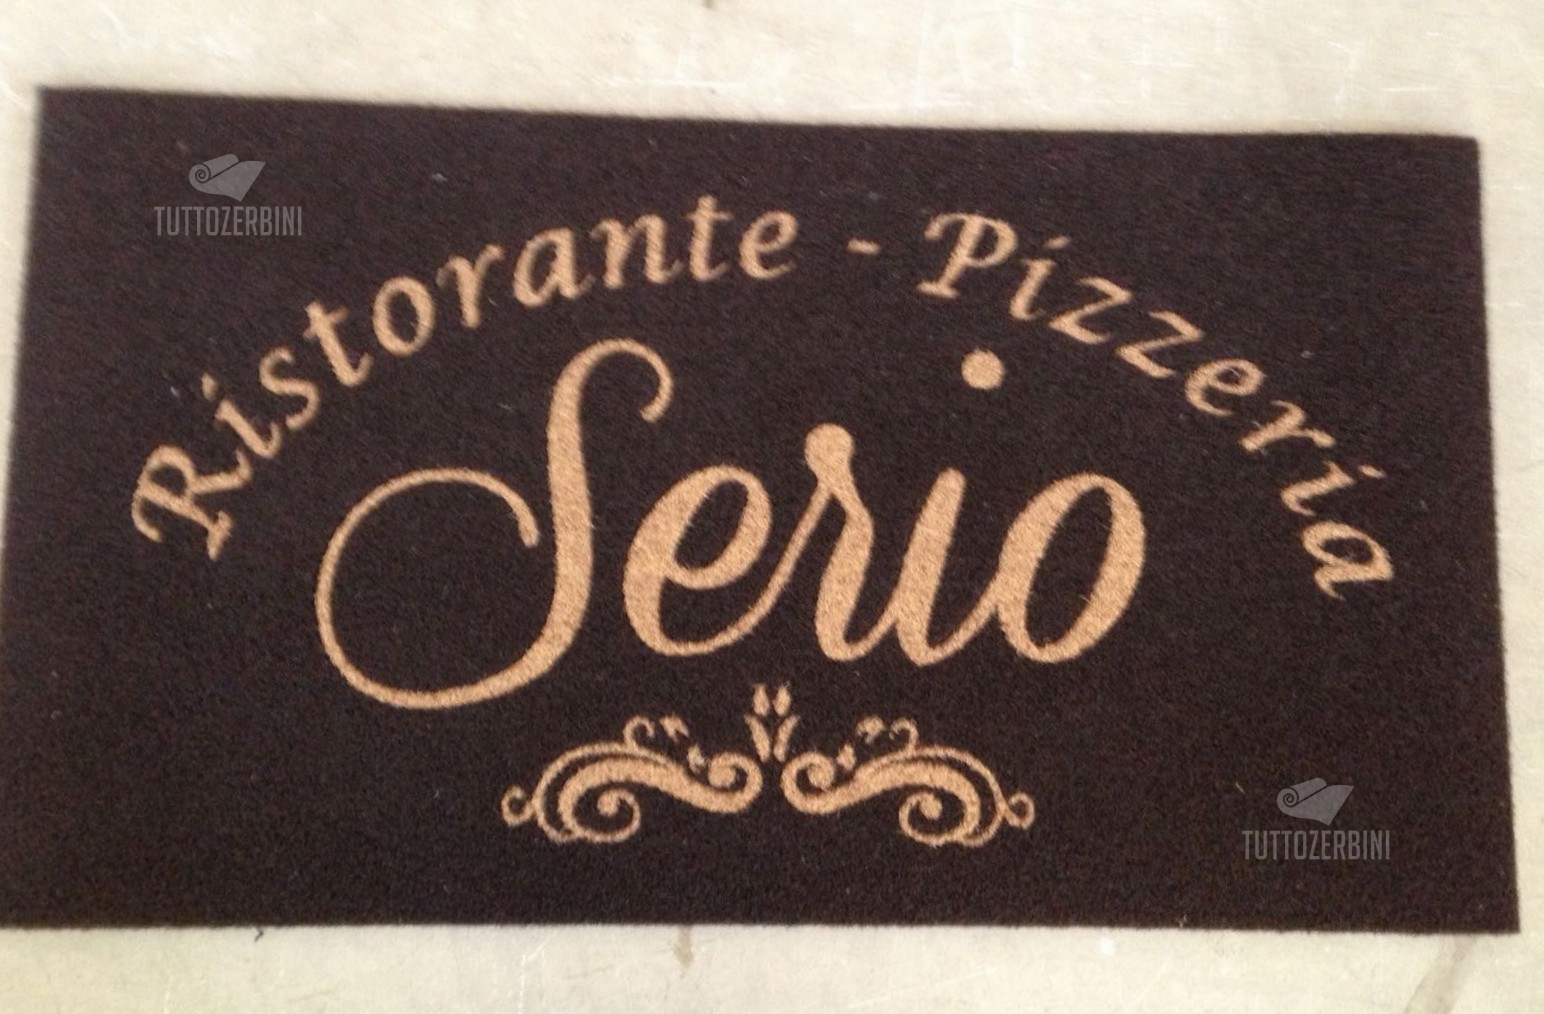 TUTTOZERBINI
Ristorante - Pizzeria
Serio
TUTTOZERBINI